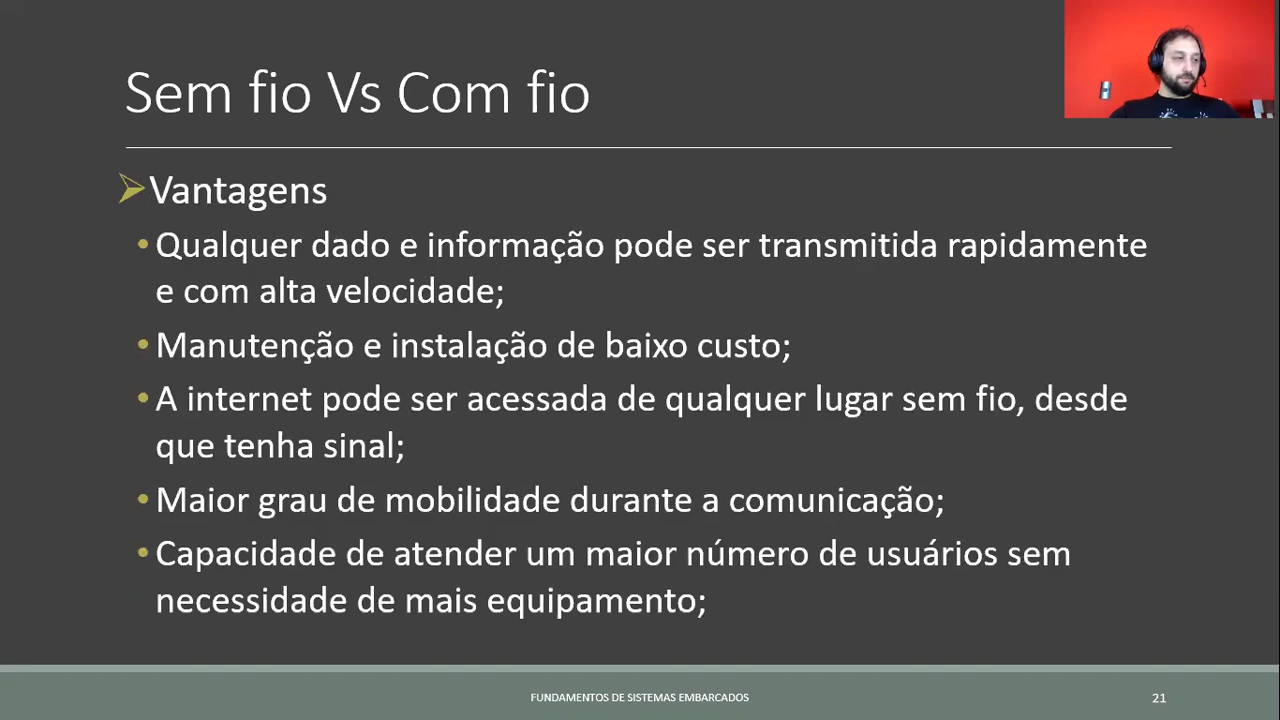 Sem fio Vs Com fio
Vantagens
Qualquer dado e informação pode ser transmitida rapidamente
e com alta velocidade;
Manutenção e instalação de baixo custo;
A internet pode ser acessada de qualquer lugar sem fio, desde
que tenha sinal;
Maior grau de mobilidade durante a comunicação;
Capacidade de atender um maior número de usuários sem
necessidade de mais equipamento;
FUNDAMENTOS DE SISTEMAS EMBARCADOS
21